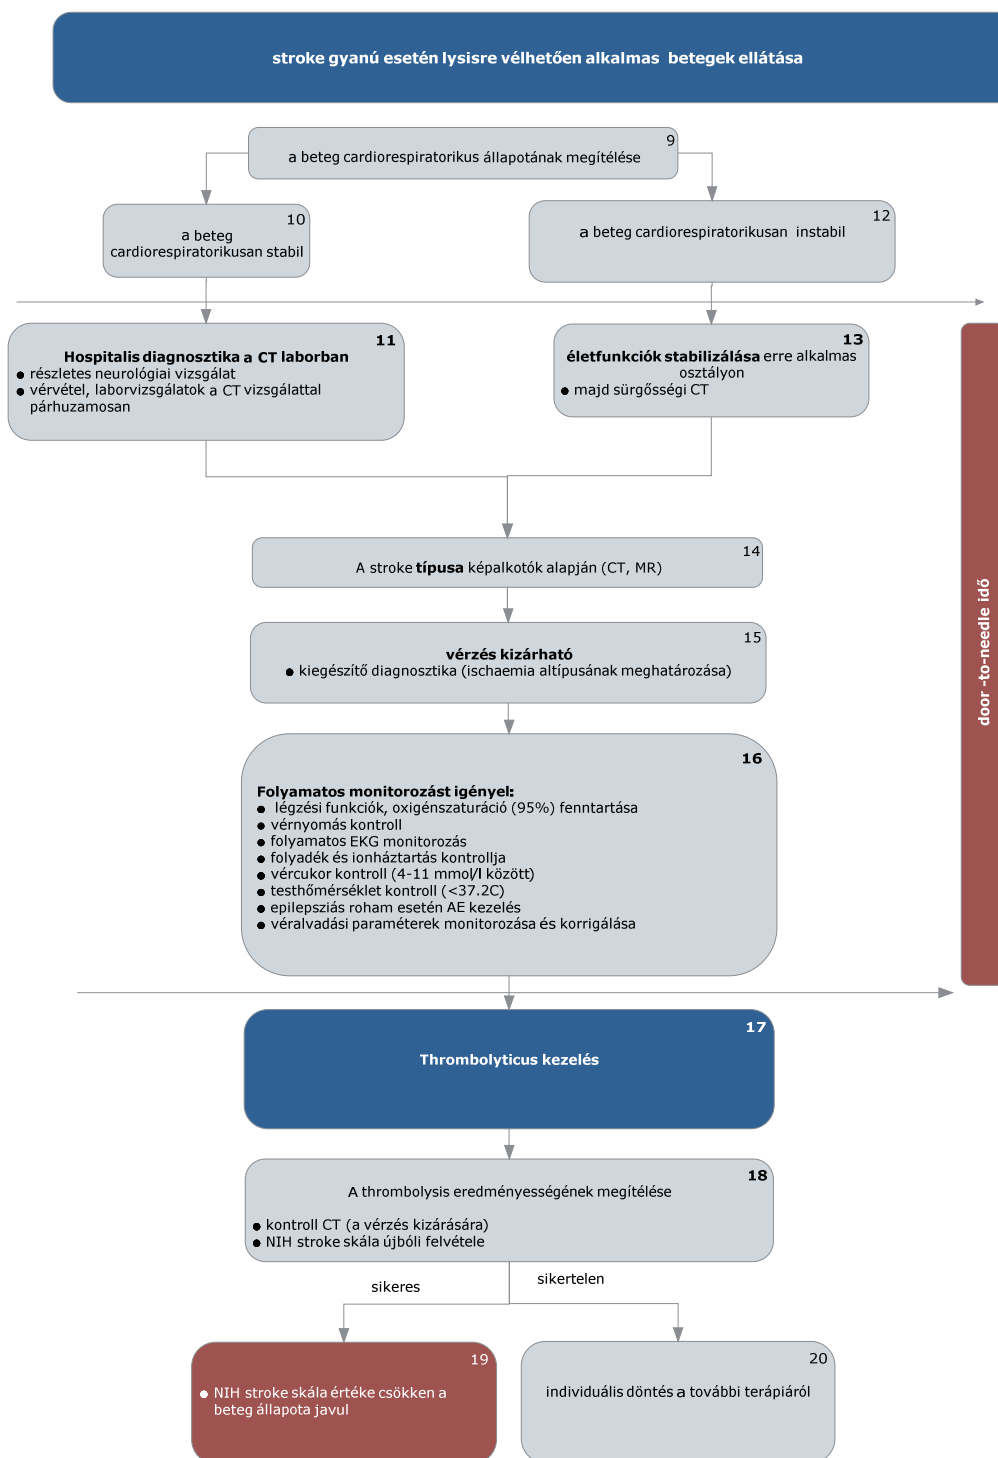 stroke gyanú esetén lysisre vélhetően alkalmas betegek ellátása
9
a beteg cardiorespiratorikus állapotának megítélése
10
a beteg
cardiorespiratorikusan stabil
12
a beteg cardiorespiratorikusan instabil
11
Hospitalis diagnosztika a CT laborban
● részletes neurológiai vizsgálat
● vérvétel, laborvizsgálatok a CT vizsgálattal
párhuzamosan
13
életfunkciók stabilizálása erre alkalmas
osztályon
● majd sürgősségi CT
door -to-needle idő
14
A stroke típusa képalkotók alapján (CT, MR)
15
vérzés kizárható
● kiegészítő diagnosztika (ischaemia altípusának meghatározása)
16
Folyamatos monitorozást igényel:
● légzési funkciók, oxigénszaturáció (95%) fenntartása
● vérnyomás kontroll
● folyamatos EKG monitorozás
● folyadék és ionháztartás kontrollja
● vércukor kontroll (4-11 mmol/l között)
● testhőmérséklet kontroll (<37.2C)
● epilepsziás roham esetén AE kezelés
● véralvadási paraméterek monitorozása és korrigálása
17
Thrombolyticus kezelés
18
A thrombolysis eredményességének megítélése
● kontroll CT (a vérzés kizárására)
● NIH stroke skála újbóli felvétele
sikeres
sikertelen
19
● NIH stroke skála értéke csökken a
beteg állapota javul
20
individuális döntés a további terápiáról